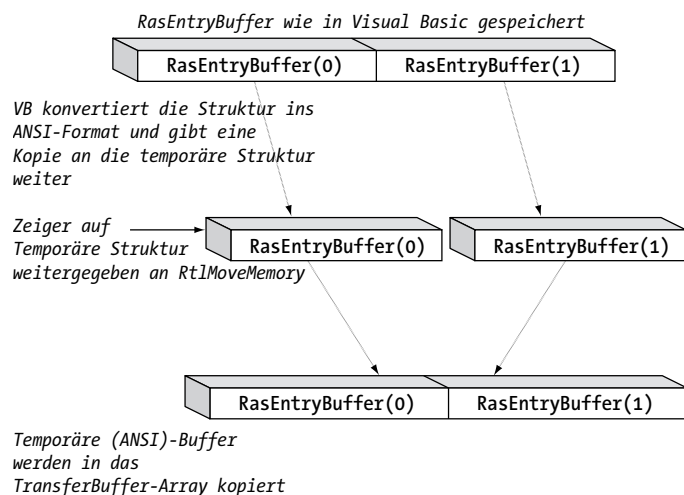 RasEntryBuffer wie in Visual Basic gespeichert
RasEntryBuffer(0)
RasEntryBuffer(1)
VB konvertiert die Struktur ins
ANSI-Format und gibt eine
Kopie an die temporäre Struktur
weiter
Zeiger auf
Temporäre Struktur
weitergegeben an RtlMoveMemory
RasEntryBuffer(0)
RasEntryBuffer(1)
RasEntryBuffer(0)
RasEntryBuffer(1)
Temporäre (ANSI)-Buffer
werden in das
TransferBuffer-Array kopiert